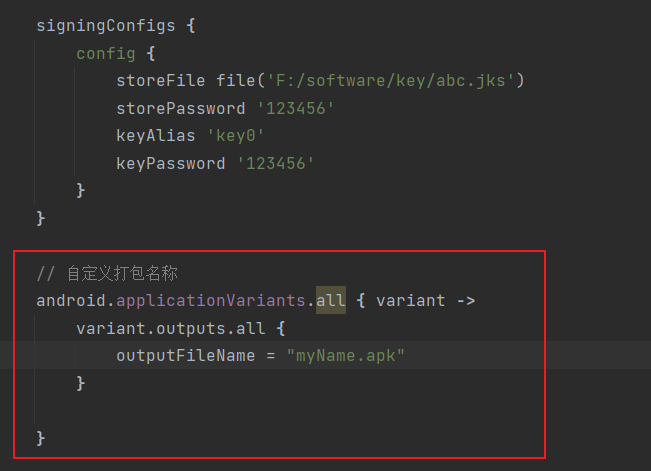 signingConfigs {
config {
storeFile file('F:/software/key/abc.jks')
storePassword '123456'
keyAlias 'key0'
keyPassword '123456'
}
}
// 自定义打包名称
android.applicationVariants.all { variant ->
variant.outputs.all {
outputFileName = "myName.apk"
}
}